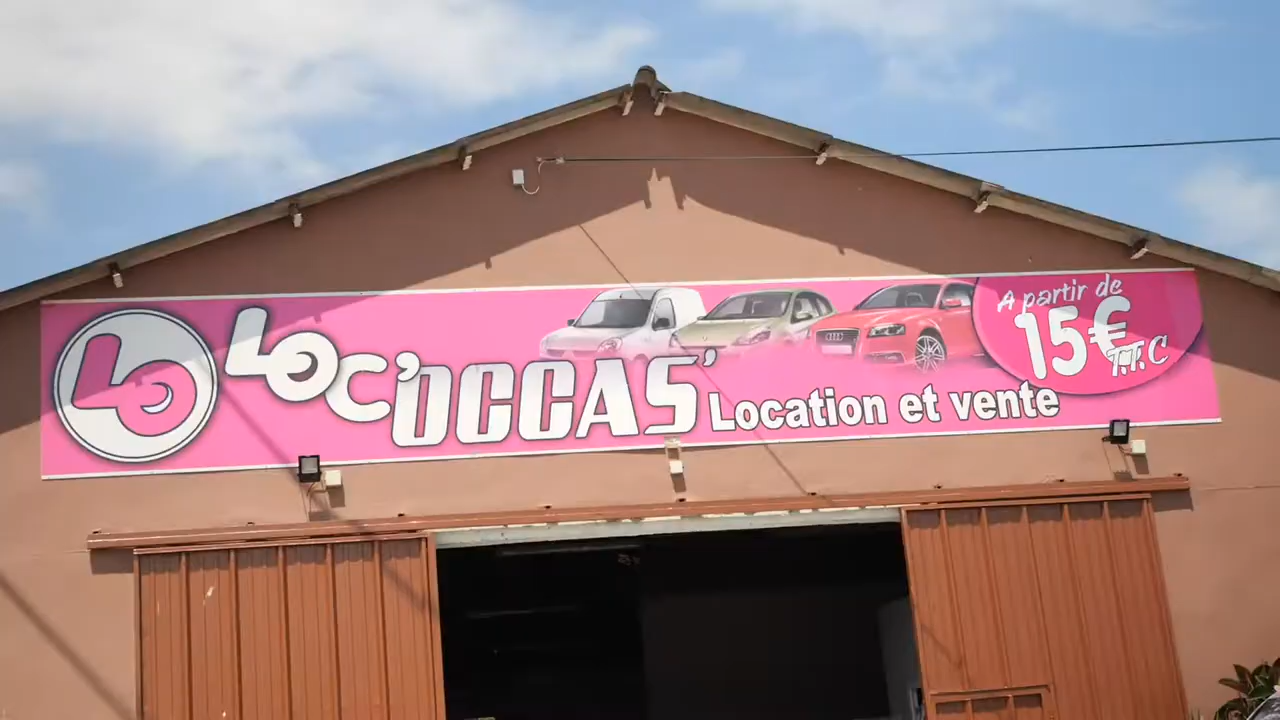 LO
LOC'OCCAS'
Location et vente
A partir de
15€
T.T.C